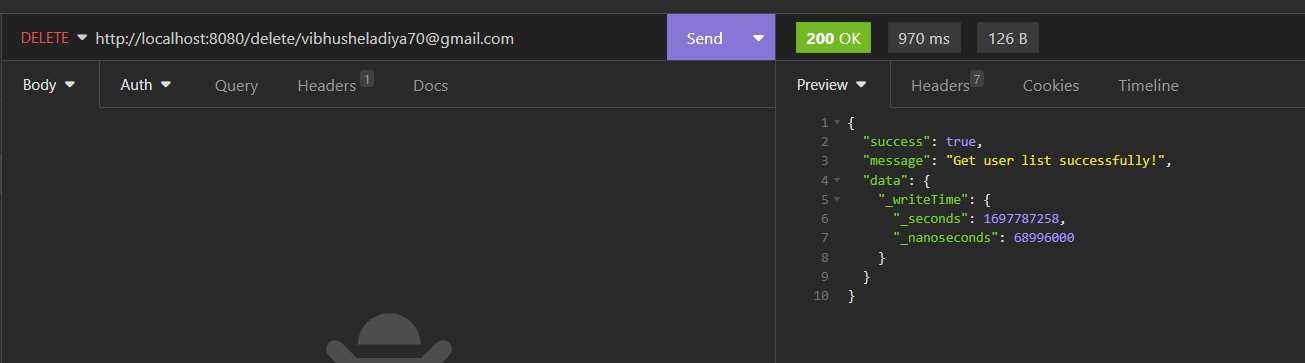 DELETE http://localhost:8080/delete/vibhusheladiya70@gmail.com Send 200 OK 970 ms 126 B
Body Auth Query Headers 1 Docs Preview Headers 7 Cookies Timeline
1 {
2 "success": true,
3 "message": "Get user list successfully!",
4 "data": {
5 "_writeTime": {
6 "_seconds": 1697787258,
7 "_nanoseconds": 68996000
8 }
9 }
10 }